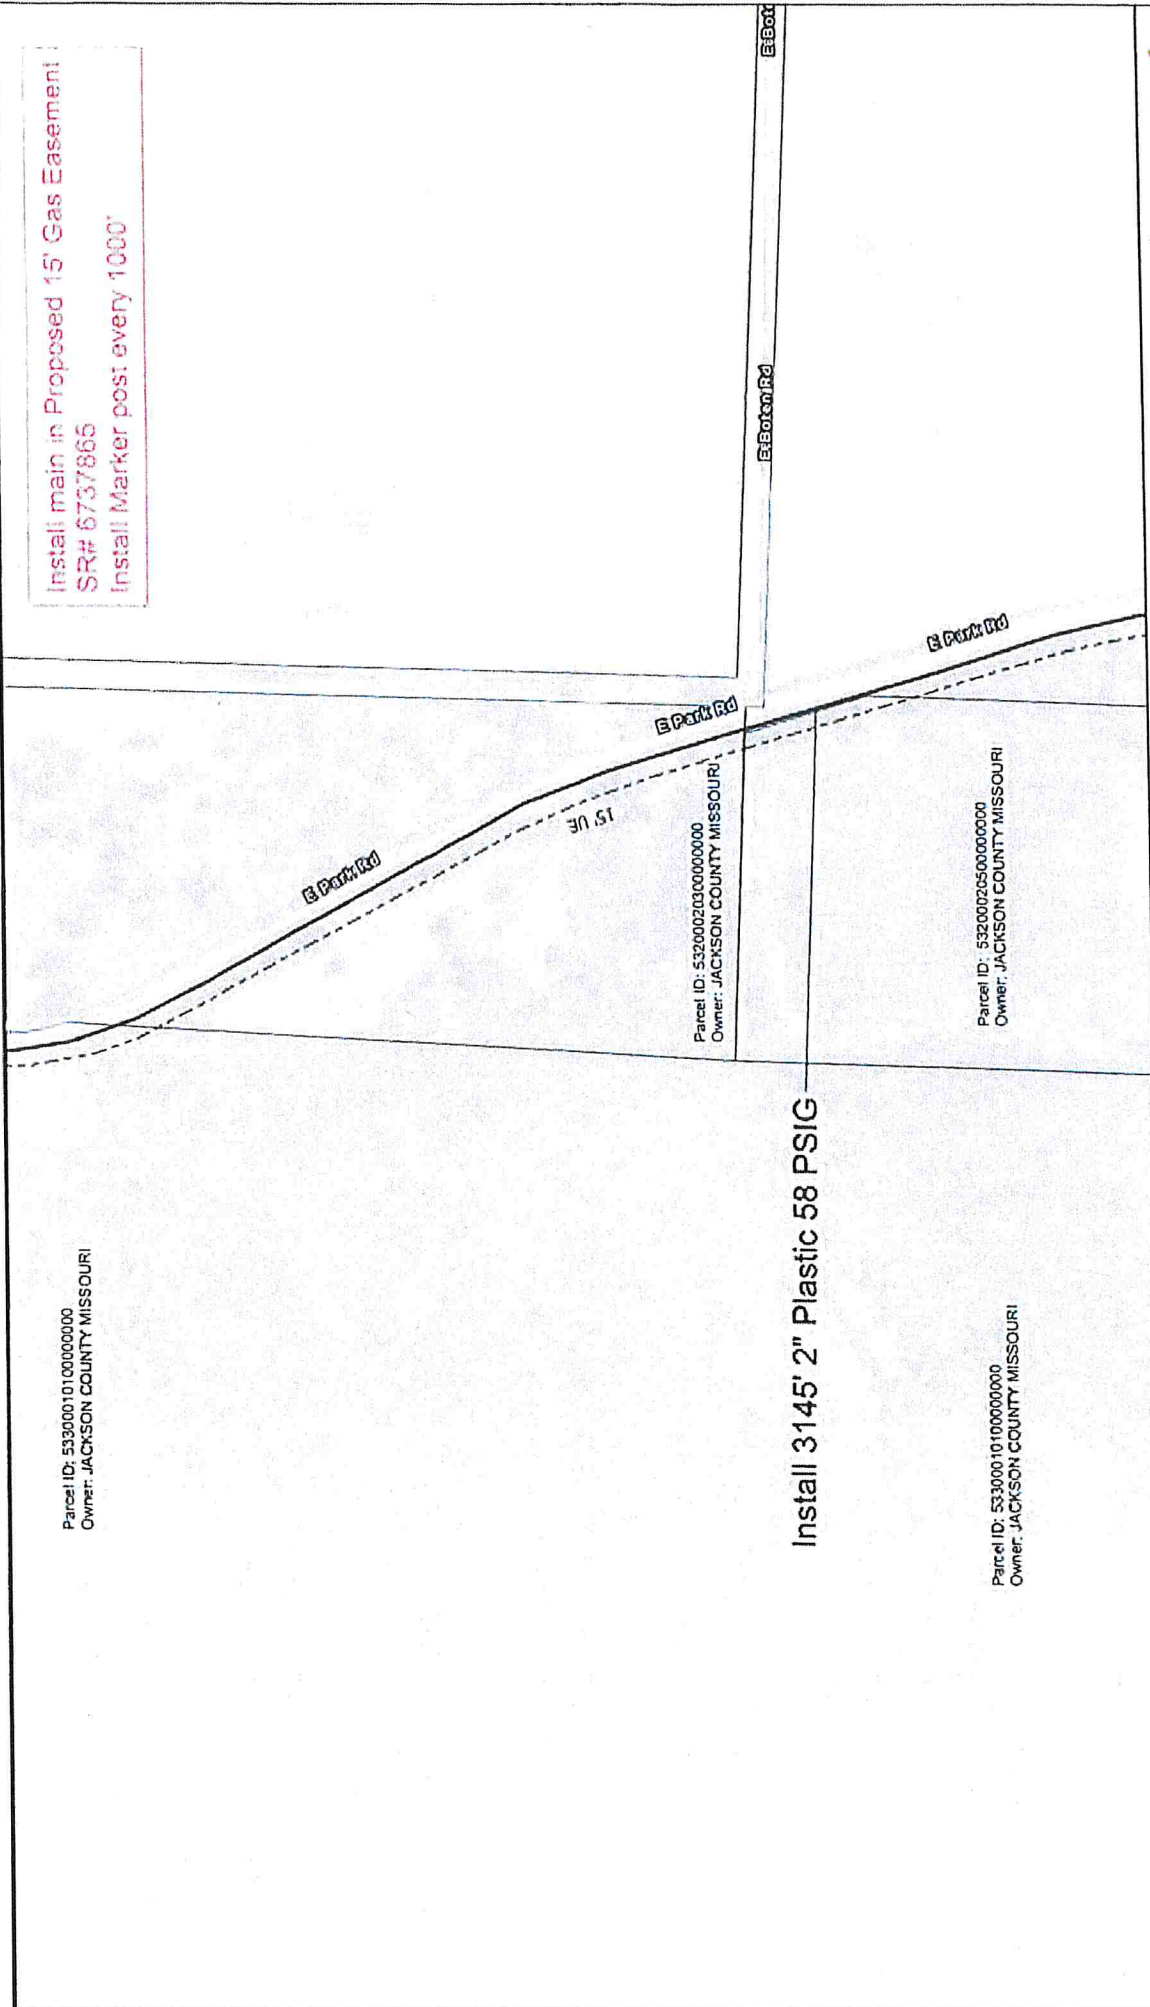 Install main in Proposed 15' Gas Easement
SR# 6737865
Install Marker post every 1000'
Parcel ID: 53300010100000000
Owner: JACKSON COUNTY MISSOURI
E Park Rd
15' UE
E Park Rd
Parcel ID: 53200020300000000
Owner: JACKSON COUNTY MISSOURI
E Boton Rd
E Boto
Install 3145' 2" Plastic 58 PSIG
E Park Rd
Parcel ID: 53200020500000000
Owner: JACKSON COUNTY MISSOURI
Parcel ID: 53300010100000000
Owner: JACKSON COUNTY MISSOURI